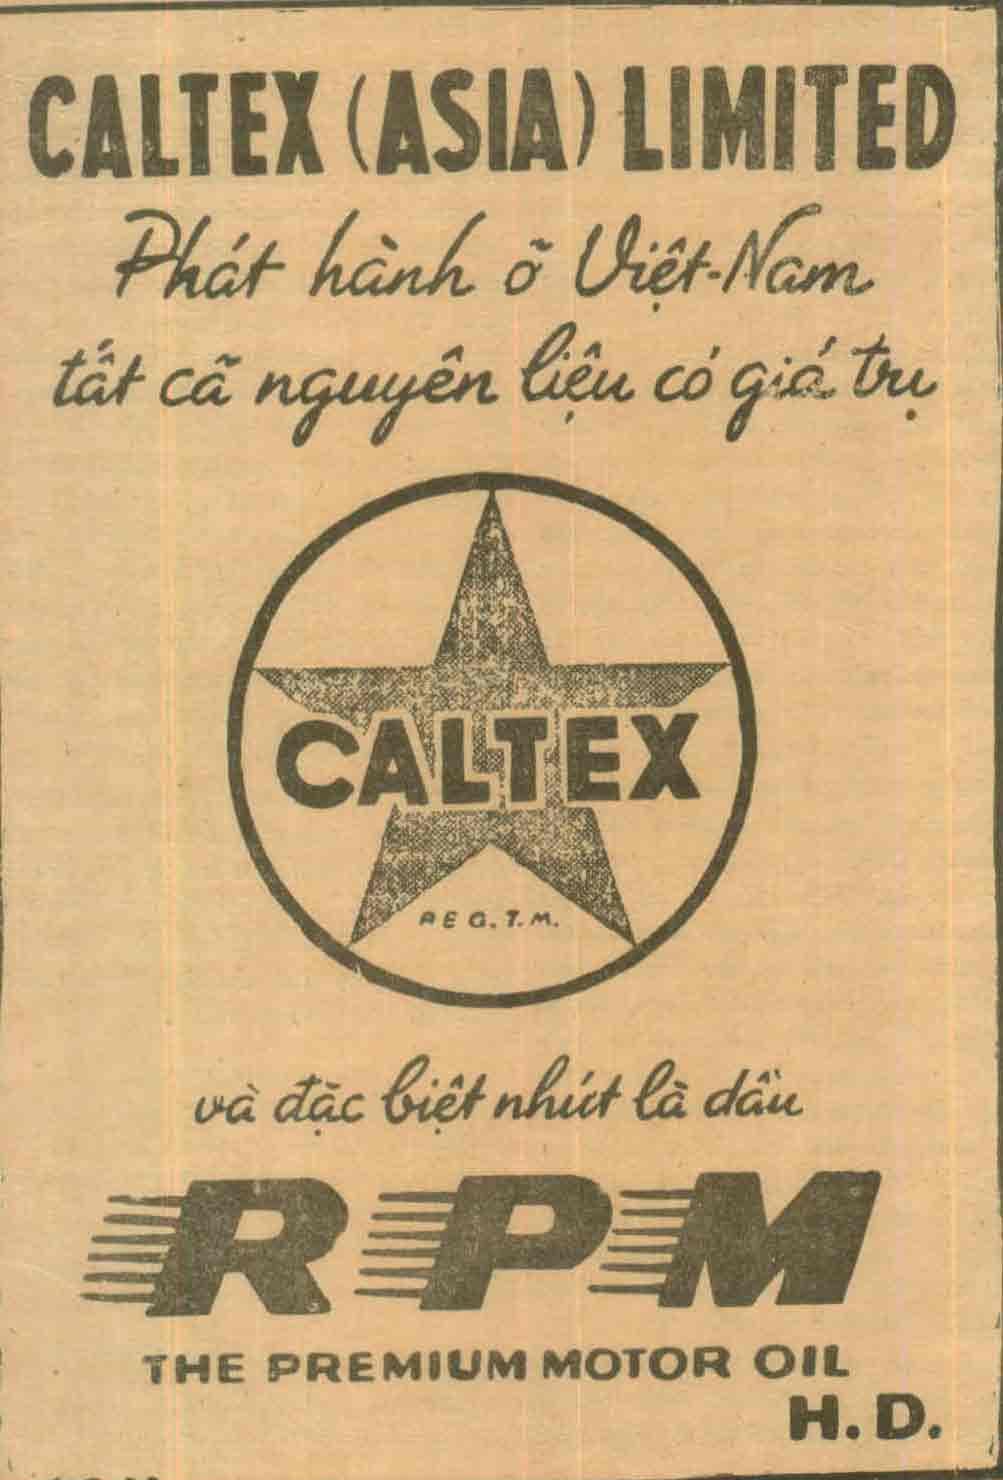 CALTEX (ASIA) LIMITED
Phát hành ỡ Việt-Nam
tất cã nguyên liệu có giá trụ
CALTEX
REG. T. M.
và đặc biệt nhứt là dầu
RPM
THE PREMIUM MOTOR OIL
H. D.